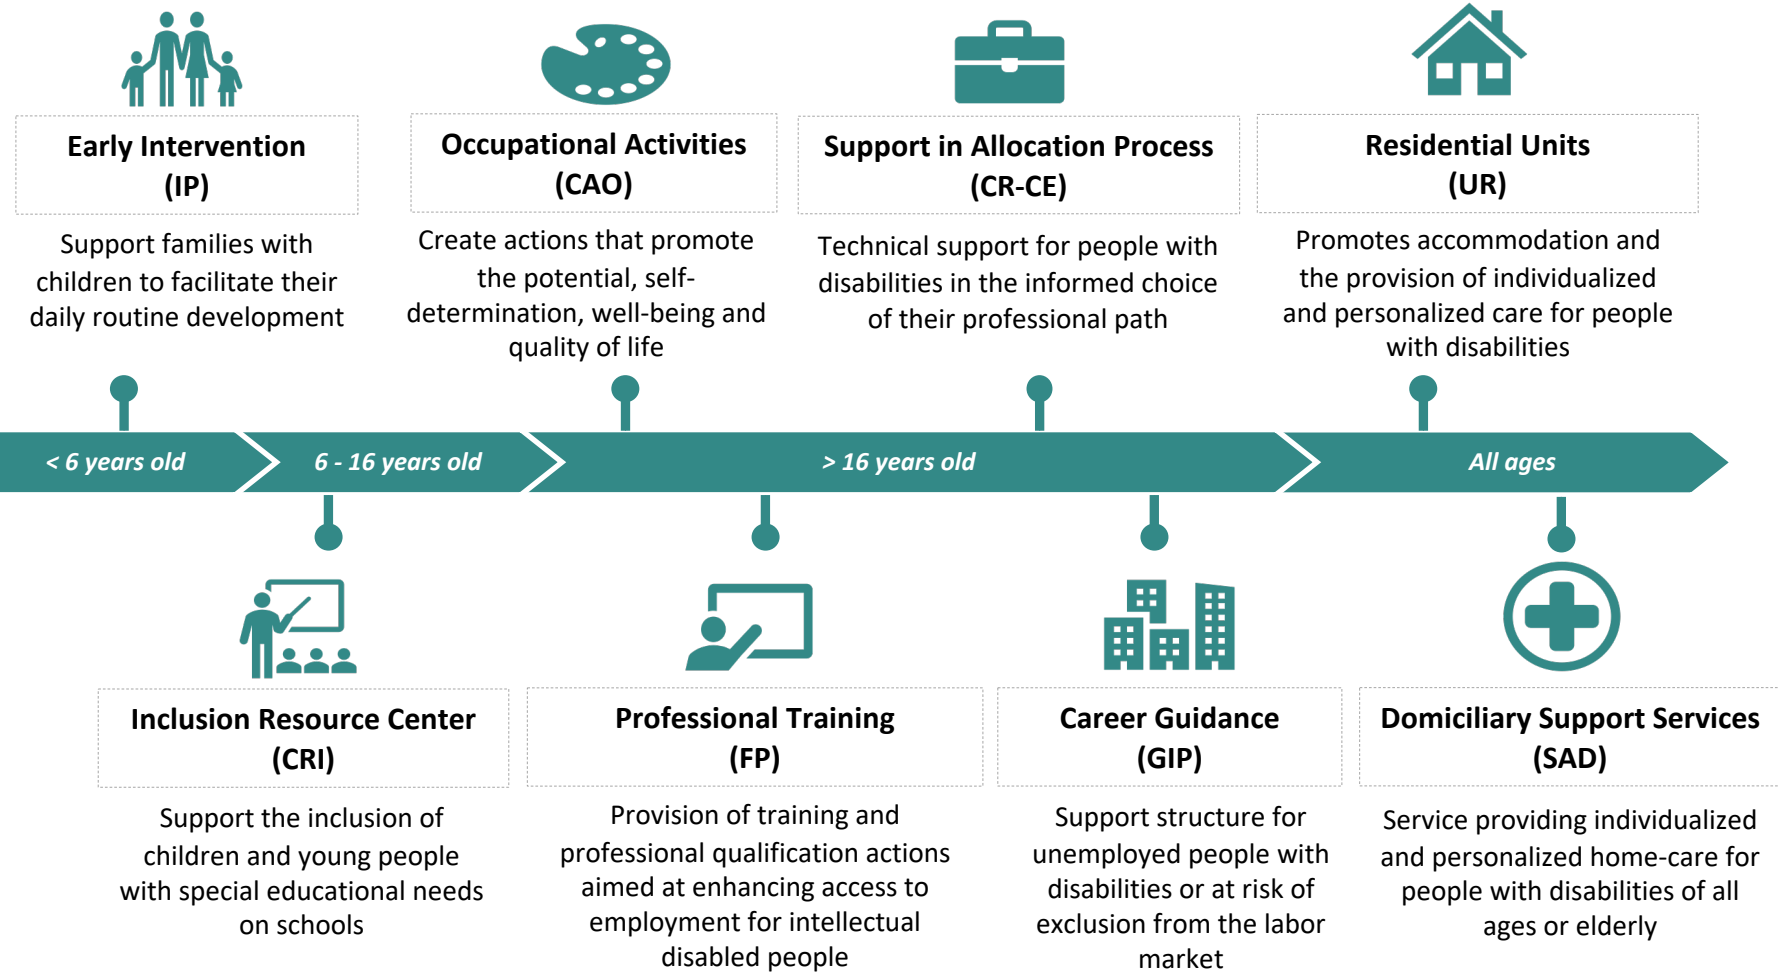 Early Intervention
(IP)
Support families with
children to facilitate their
daily routine development
Occupational Activities
(CAO)
Create actions that promote
the potential, self-
determination, well-being and
quality of life
Support in Allocation Process
(CR-CE)
Technical support for people with
disabilities in the informed choice
of their professional path
Residential Units
(UR)
Promotes accommodation and
the provision of individualized
and personalized care for people
with disabilities
< 6 years old
6 - 16 years old
> 16 years old
All ages
Inclusion Resource Center
(CRI)
Support the inclusion of
children and young people
with special educational needs
on schools
Professional Training
(FP)
Provision of training and
professional qualification actions
aimed at enhancing access to
employment for intellectual
disabled people
Career Guidance
(GIP)
Support structure for
unemployed people with
disabilities or at risk of
exclusion from the labor
market
Domiciliary Support Services
(SAD)
Service providing individualized
and personalized home-care for
people with disabilities of all
ages or elderly